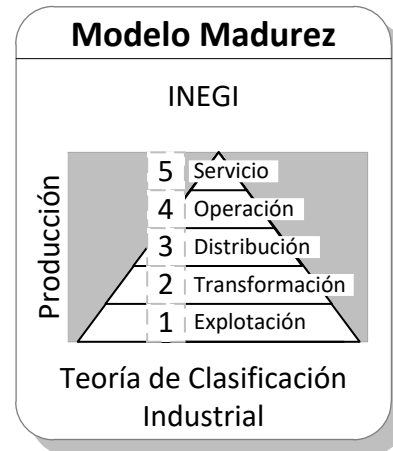 Modelo Madurez
INEGI
Producción
5 Servicio
4 Operación
3 Distribución
2 Transformación
1 Explotación
Teoría de Clasificación
Industrial